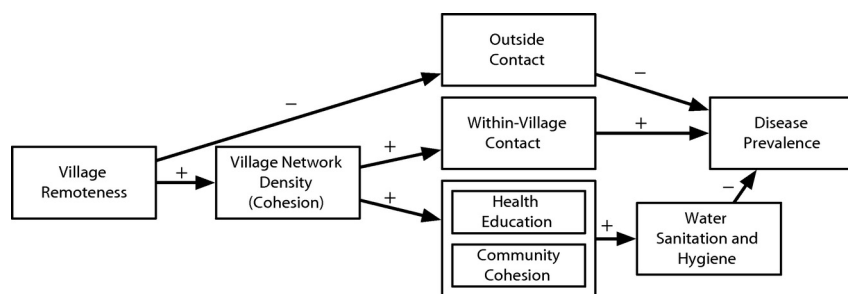 Outside
Contact
−
−
Within-Village
Contact
+
+
Disease
Prevalence
Village
Remoteness
+
Village Network
Density
(Cohesion)
+
Health
Education
Community
Cohesion
+
Water
Sanitation and
Hygiene
−